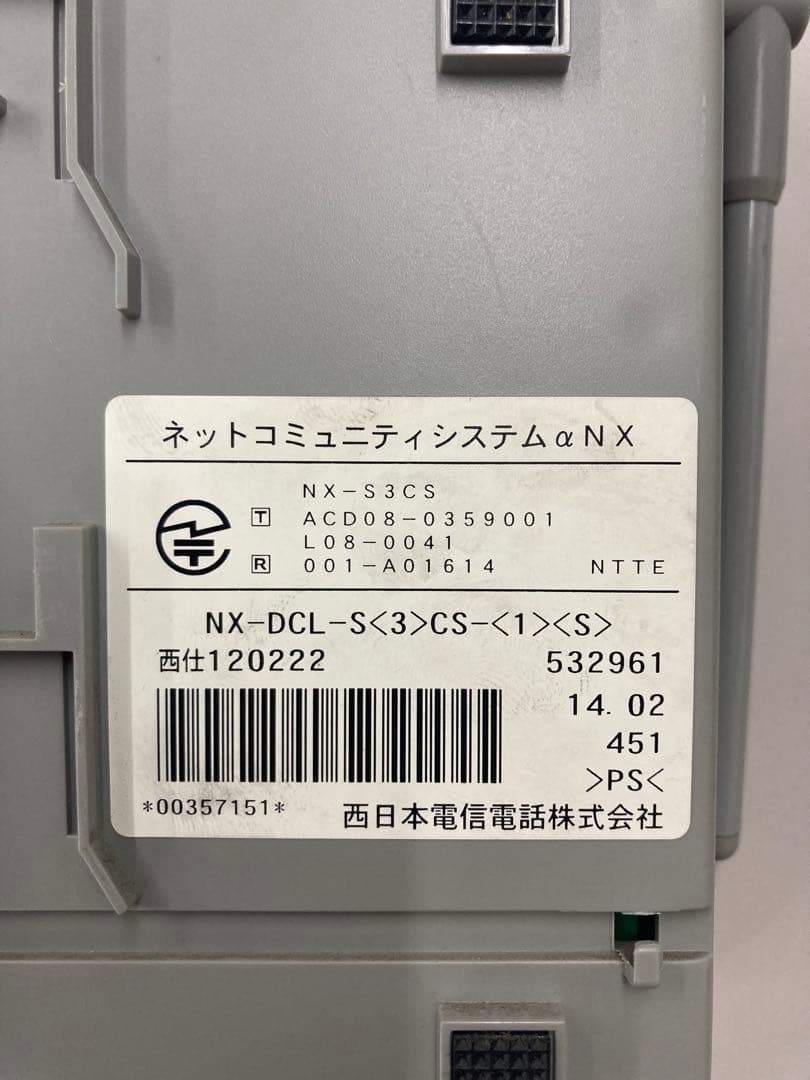 ネットコミュニティシステムαNX
NX-S3CS
T ACD08-0359001
L08-0041
R 001-A01614 NTTE
NX-DCL-S<3>CS-<1><S>
西仕120222 532961
14.02
451
>PS<
*00357151* 西日本電信電話株式会社